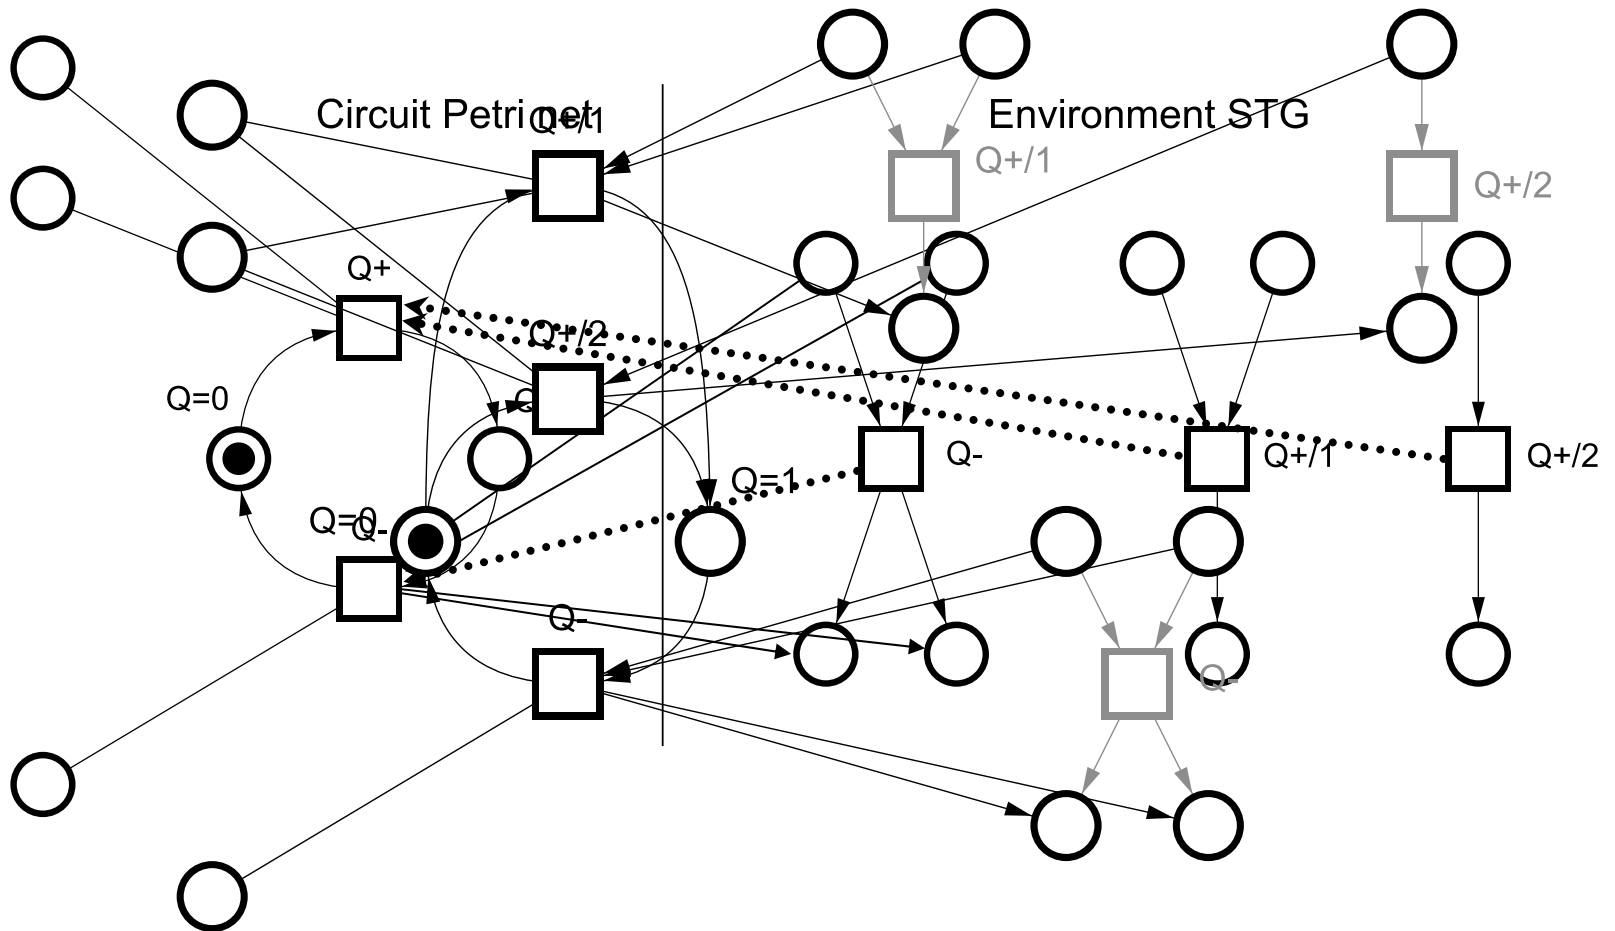 Circuit Petri net
Environment STG
Q+/1
Q+/1
Q+/2
Q+
Q+/2
Q=0
Q
Q-
Q+/1
Q+/2
Q=1
Q=0
Q-
Q-
Q-